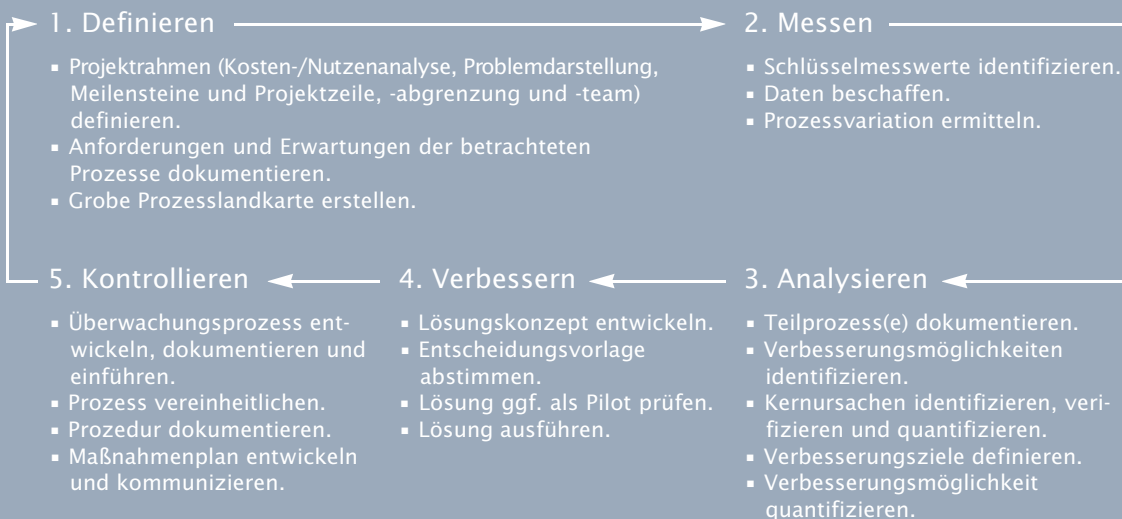 1. Definieren
▪ Projektrahmen (Kosten-/Nutzenanalyse, Problemdarstellung,
Meilensteine und Projektzeile, -abgrenzung und -team)
definieren.
▪ Anforderungen und Erwartungen der betrachteten
Prozesse dokumentieren.
▪ Grobe Prozesslandkarte erstellen.
2. Messen
▪ Schlüsselmesswerte identifizieren.
▪ Daten beschaffen.
▪ Prozessvariation ermitteln.
3. Analysieren
▪ Teilprozess(e) dokumentieren.
▪ Verbesserungsmöglichkeiten
identifizieren.
▪ Kernursachen identifizieren, veri-
fizieren und quantifizieren.
▪ Verbesserungsziele definieren.
▪ Verbesserungsmöglichkeit
quantifizieren.
4. Verbessern
▪ Lösungskonzept entwickeln.
▪ Entscheidungsvorlage
abstimmen.
▪ Lösung ggf. als Pilot prüfen.
▪ Lösung ausführen.
5. Kontrollieren
▪ Überwachungsprozess ent-
wickeln, dokumentieren und
einführen.
▪ Prozess vereinheitlichen.
▪ Prozedur dokumentieren.
▪ Maßnahmenplan entwickeln
und kommunizieren.